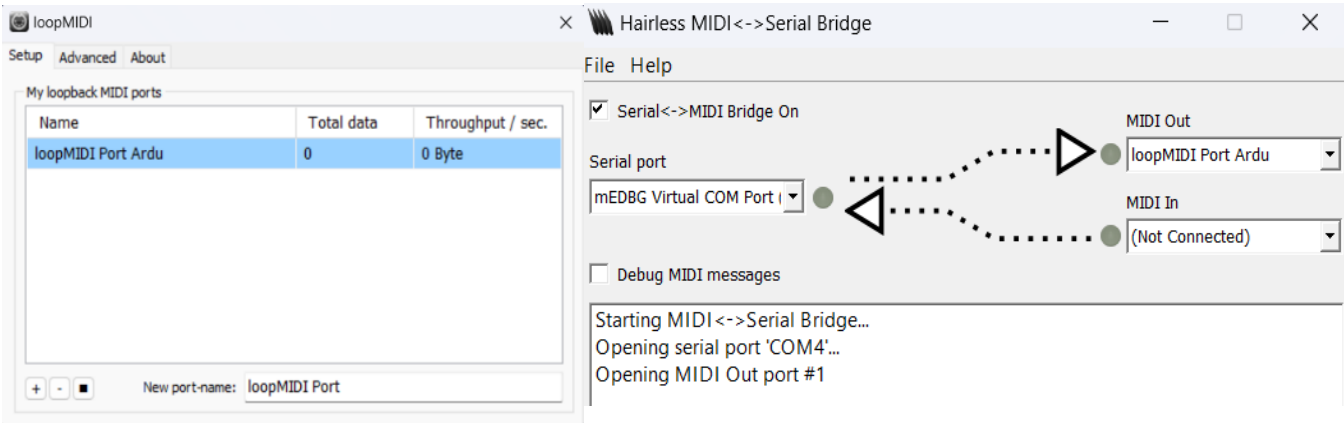 loopMIDI
Setup Advanced About
My loopback MIDI ports
Name Total data Throughput / sec.
loopMIDI Port Ardu 0 0 Byte
+ - New port-name: loopMIDI Port
Hairless MIDI<->Serial Bridge
File Help
Serial<->MIDI Bridge On
MIDI Out
Serial port
loopMIDI Port Ardu
mEDBG Virtual COM Port (
MIDI In
(Not Connected)
Debug MIDI messages
Starting MIDI<->Serial Bridge...
Opening serial port 'COM4'...
Opening MIDI Out port #1